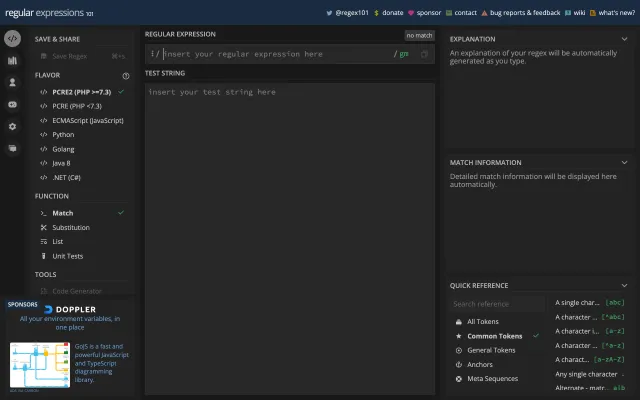 regular expressions 101
@regex101
donate
sponsor
contact
bug reports & feedback
wiki
what's new?
SAVE & SHARE
Save Regex ⌘+s
FLAVOR
PCRE2 (PHP >=7.3)
PCRE (PHP <7.3)
ECMAScript (JavaScript)
Python
Golang
Java 8
.NET (C#)
FUNCTION
Match
Substitution
List
Unit Tests
TOOLS
Code Generator
SPONSORS
DOPPLER
All your environment variables, in
one place
GoJS is a fast and
powerful JavaScript
and TypeScript
diagramming
library.
REGULAR EXPRESSION
no match
/ insert your regular expression here / gm
TEST STRING
insert your test string here
EXPLANATION
An explanation of your regex will be automatically
generated as you type.
MATCH INFORMATION
Detailed match information will be displayed here
automatically.
QUICK REFERENCE
Search reference
All Tokens
Common Tokens
General Tokens
Anchors
Meta Sequences
A single char... [abc]
A character ... [^abc]
A character i... [a-z]
A character ... [^a-z]
A charact... [a-zA-Z]
Any single character .
Alternate - matr... a|b